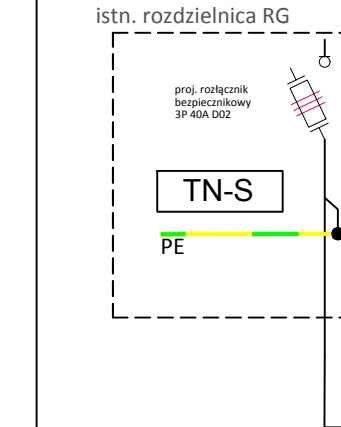 istn. rozdzielnica RG
proj. rozłącznik
bezpiecznikowy
3P 40A D02
TN-S
PE